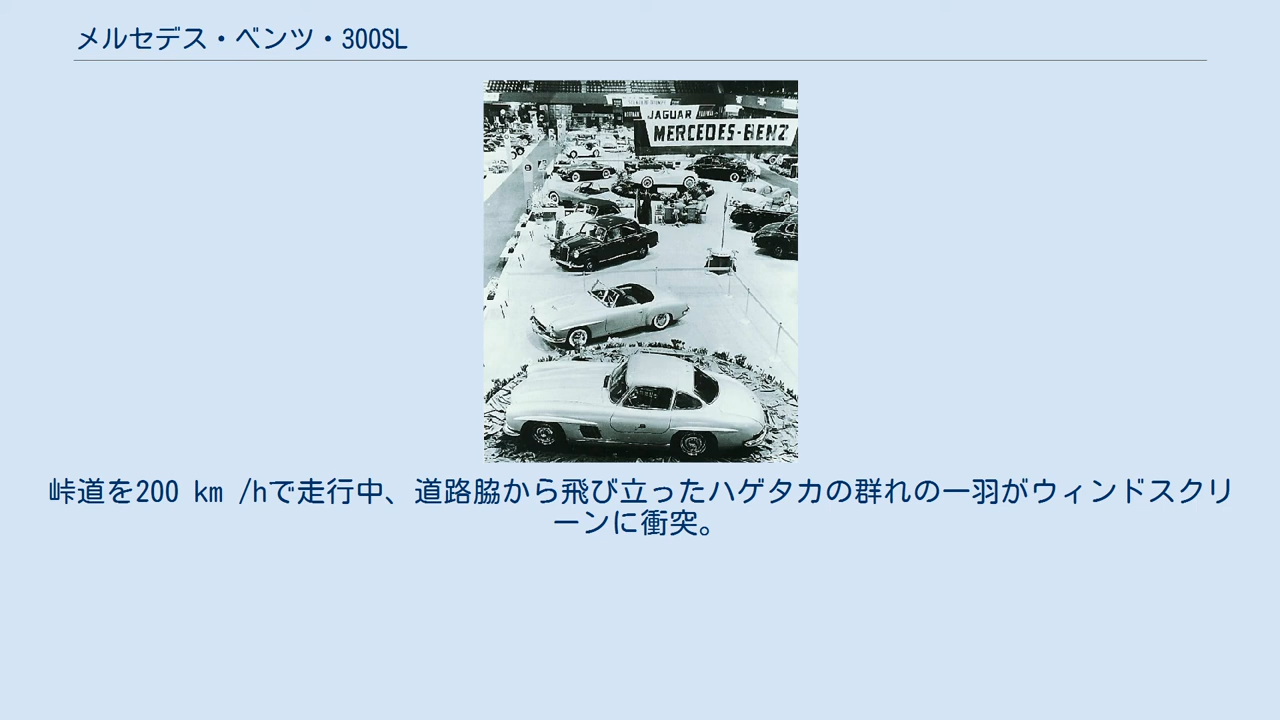 メルセデス・ベンツ・300SL
JAGUAR
MERCEDES-BENZ
峠道を200 km /hで走行中、道路脇から飛び立ったハゲタカの群れの一羽がウィンドスクリ
ーンに衝突。